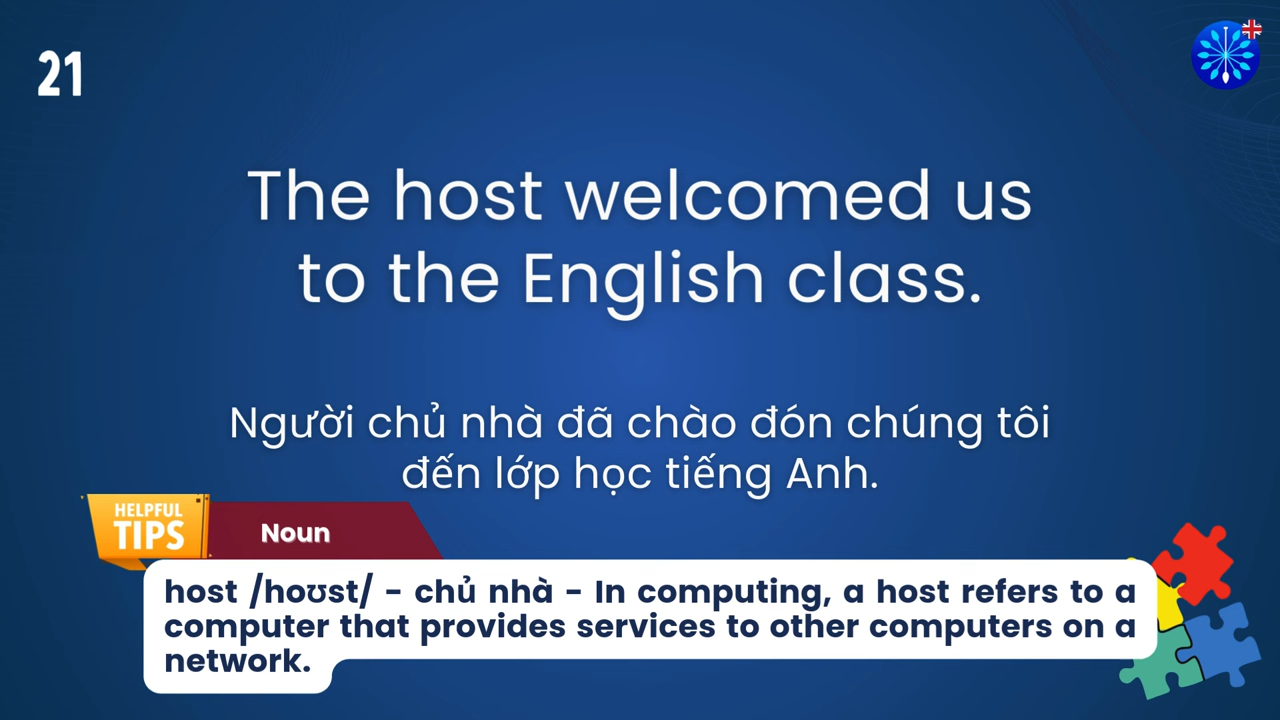 21
The host welcomed us
to the English class.
Người chủ nhà đã chào đón chúng tôi
đến lớp học tiếng Anh.
HELPFUL
TIPS
Noun
host /hoʊst/ - chủ nhà - In computing, a host refers to a
computer that provides services to other computers on a
network.